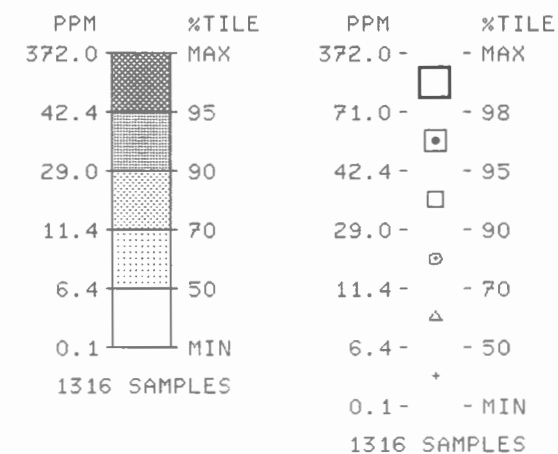 PPM %TILE
372.0 MAX
42.4 95
29.0 90
11.4 70
6.4 50
0.1 MIN
1316 SAMPLES
PPM %TILE
372.0 - - MAX
71.0 - - 98
42.4 - - 95
29.0 - - 90
11.4 - - 70
6.4 - - 50
0.1 - - MIN
1316 SAMPLES